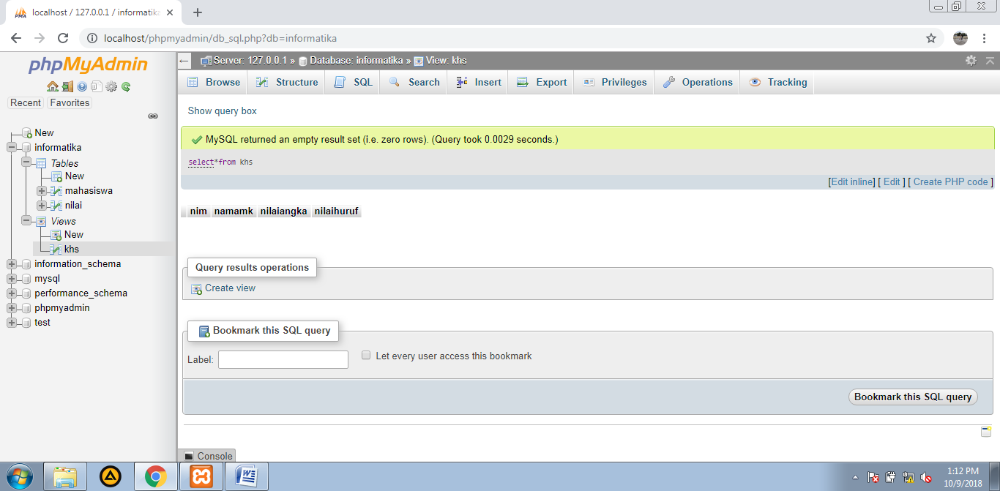 localhost / 127.0.0.1 / informatika
localhost/phpmyadmin/db_sql.php?db=informatika
phpMyAdmin
Recent Favorites
New
informatika
Tables
New
mahasiswa
nilai
Views
New
khs
information_schema
mysql
performance_schema
phpmyadmin
test
Server: 127.0.0.1 » Database: informatika » View: khs
Browse Structure SQL Search Insert Export Privileges Operations Tracking
Show query box
MySQL returned an empty result set (i.e. zero rows). (Query took 0.0029 seconds.)
select*from khs
[Edit inline] [ Edit ] [ Create PHP code ]
nim namamk nilaiangka nilaihuruf
Query results operations
Create view
Bookmark this SQL query
Label: Let every user access this bookmark
Bookmark this SQL query
Console
1:12 PM
10/9/2018